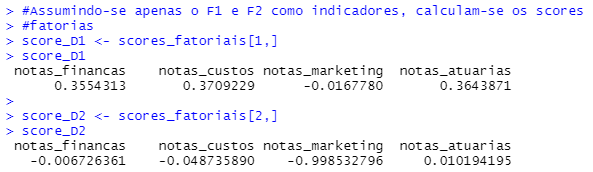 > #Assumindo-se apenas o F1 e F2 como indicadores, calculam-se os scores
> #fatorias
> score_D1 <- scores_fatoriais[1,]
> score_D1
notas_financas notas_custos notas_marketing notas_atuarias
0.3554313 0.3709229 -0.0167780 0.3643871
>
> score_D2 <- scores_fatoriais[2,]
> score_D2
notas_financas notas_custos notas_marketing notas_atuarias
-0.006726361 -0.048735890 -0.998532796 0.010194195